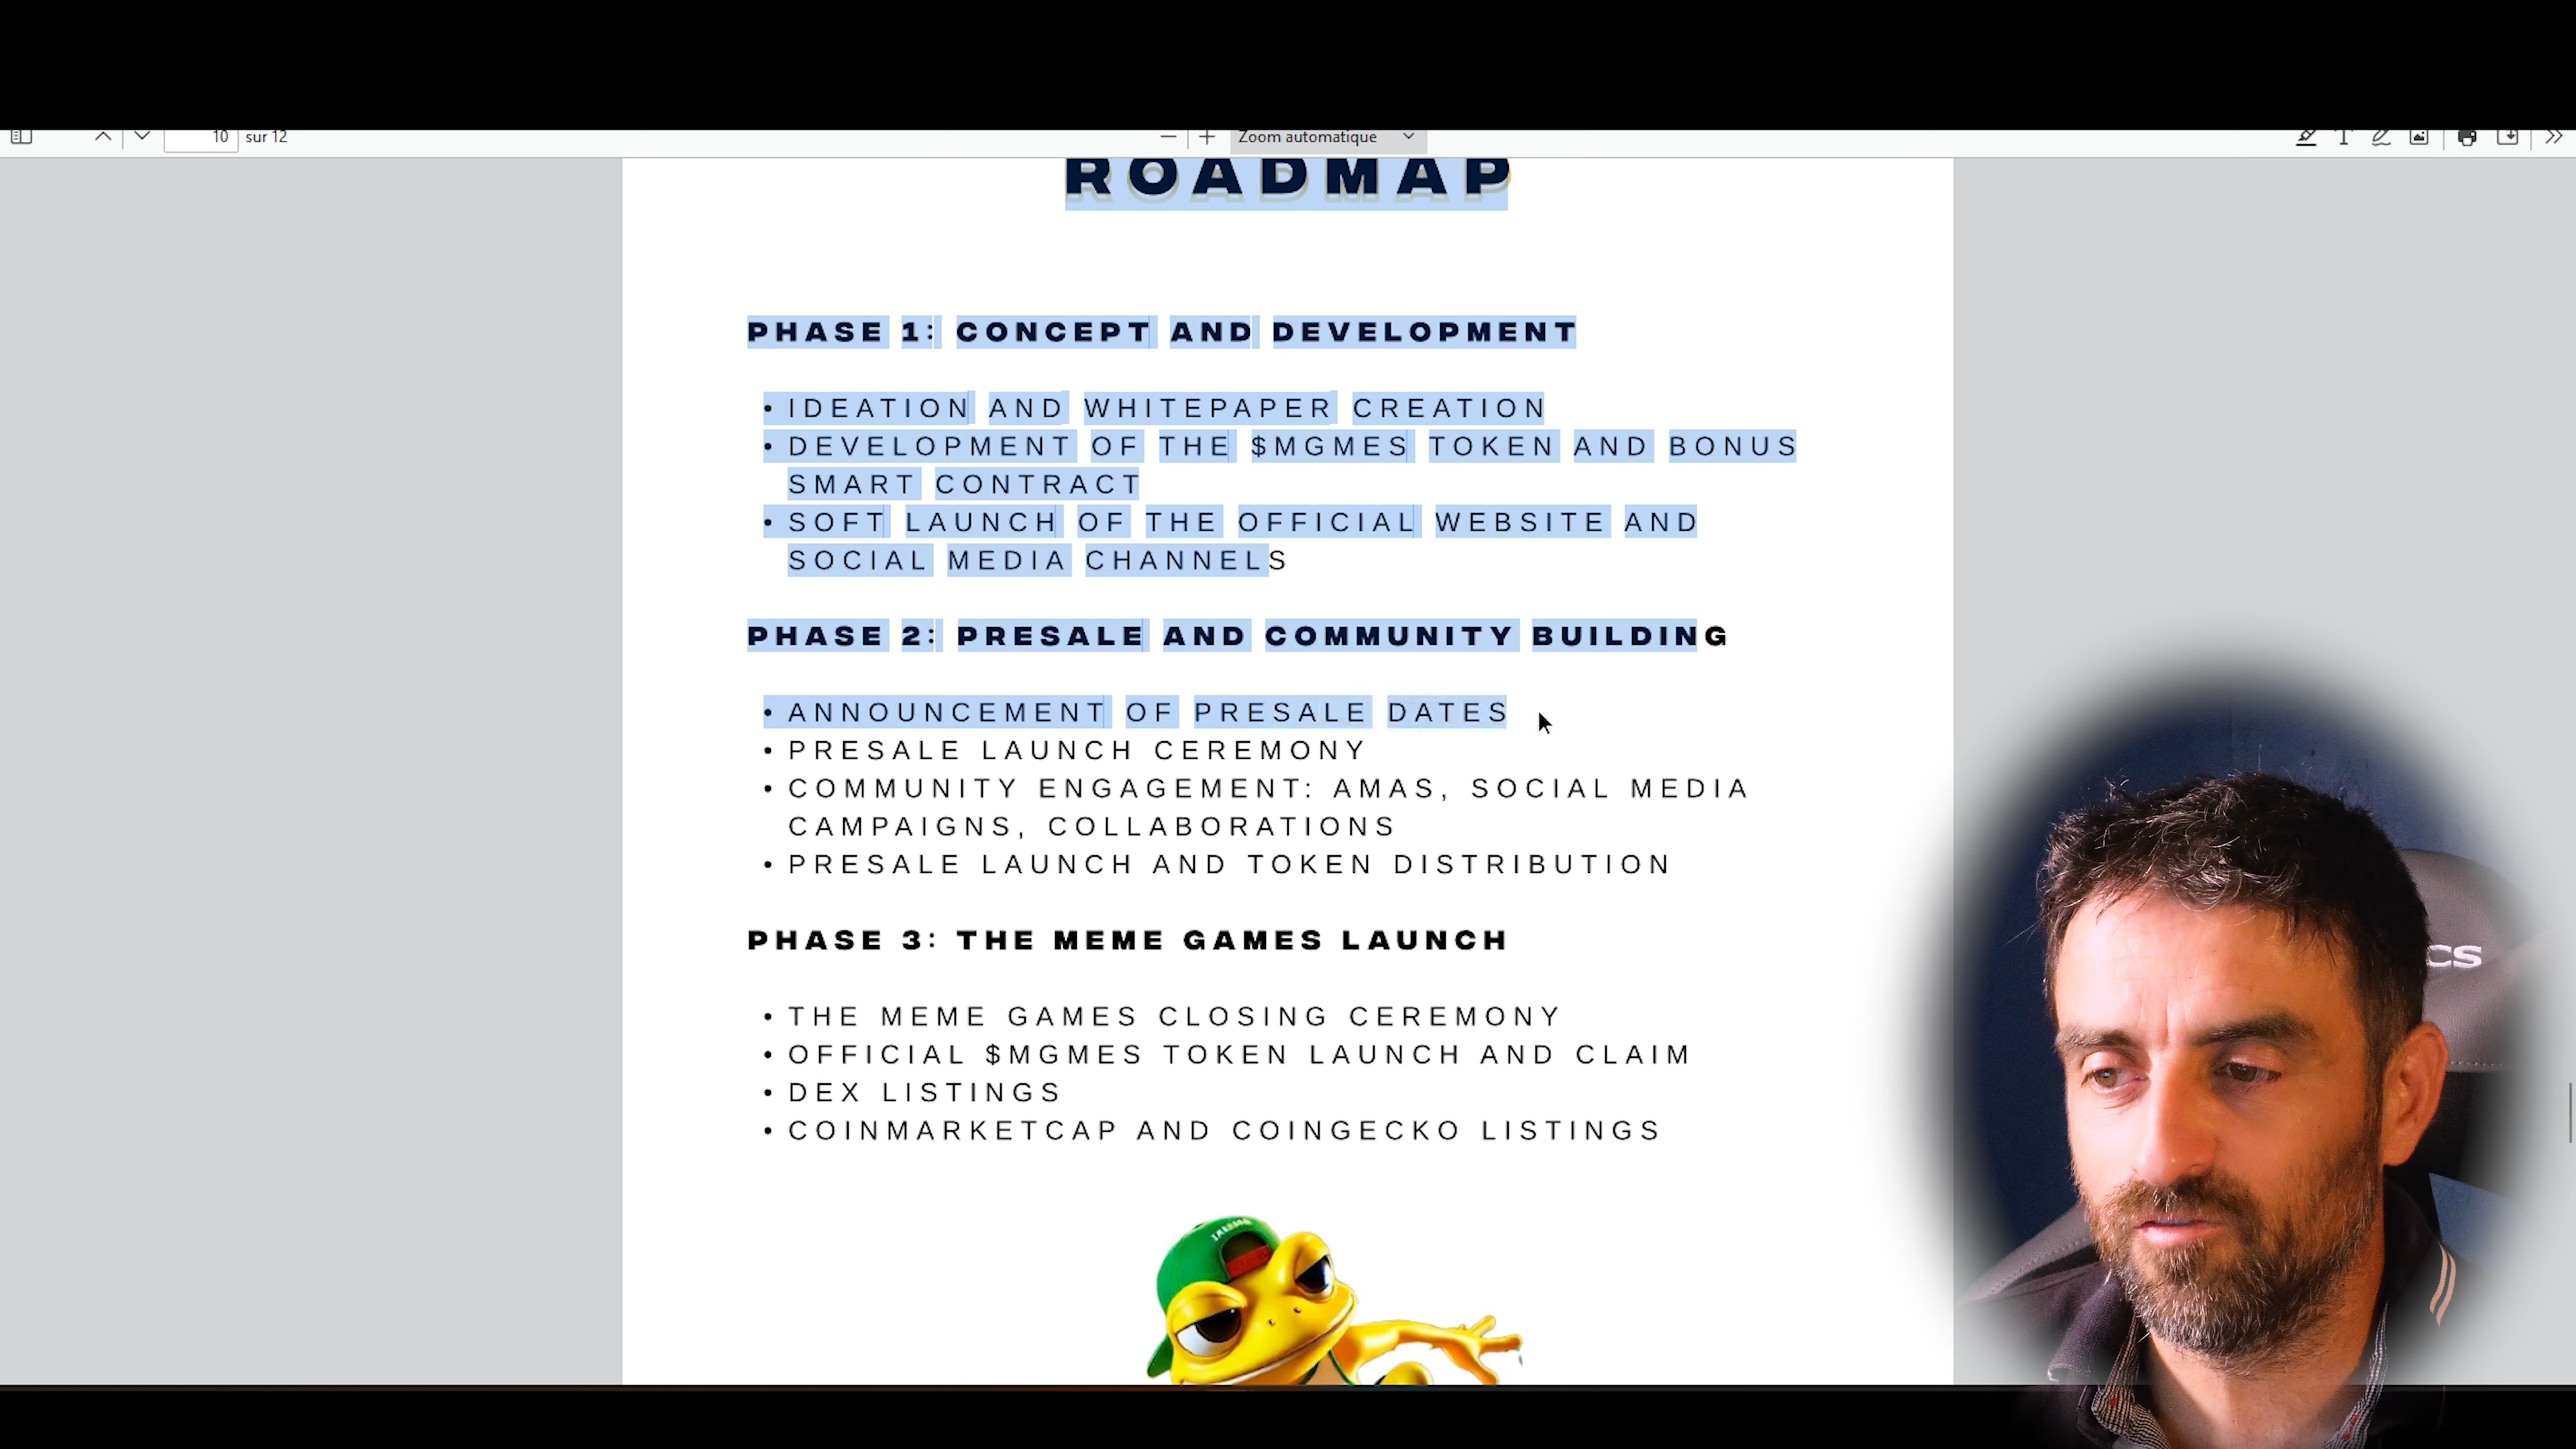 10 sur 12
Zoom automatique
ROADMAP
PHASE 1: CONCEPT AND DEVELOPMENT
• IDEATION AND WHITEPAPER CREATION
• DEVELOPMENT OF THE $MGMES TOKEN AND BONUS
SMART CONTRACT
• SOFT LAUNCH OF THE OFFICIAL WEBSITE AND
SOCIAL MEDIA CHANNELS
PHASE 2: PRESALE AND COMMUNITY BUILDING
• ANNOUNCEMENT OF PRESALE DATES
• PRESALE LAUNCH CEREMONY
• COMMUNITY ENGAGEMENT: AMAS, SOCIAL MEDIA
CAMPAIGNS, COLLABORATIONS
• PRESALE LAUNCH AND TOKEN DISTRIBUTION
PHASE 3: THE MEME GAMES LAUNCH
• THE MEME GAMES CLOSING CEREMONY
• OFFICIAL $MGMES TOKEN LAUNCH AND CLAIM
• DEX LISTINGS
• COINMARKETCAP AND COINGECKO LISTINGS
CS